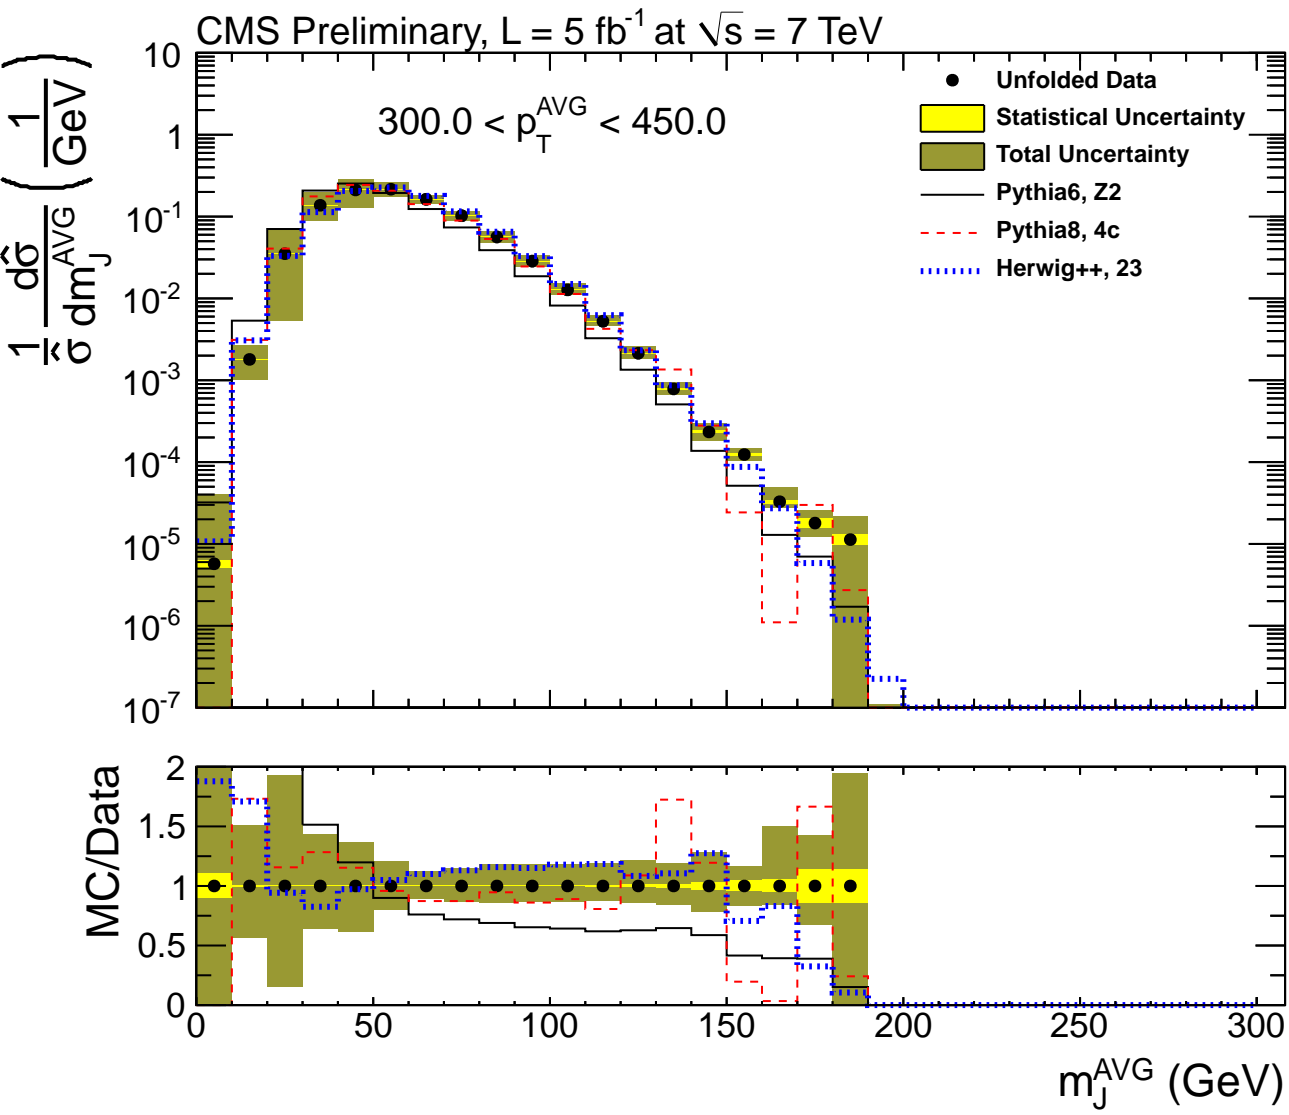 CMS Preliminary, L = 5 fb⁻¹ at √s = 7 TeV
300.0 < p_T^AVG < 450.0
Unfolded Data
Statistical Uncertainty
Total Uncertainty
Pythia6, Z2
Pythia8, 4c
Herwig++, 23
1/σ̂ dσ̂/dm_J^AVG (1/GeV)
10
1
10⁻¹
10⁻²
10⁻³
10⁻⁴
10⁻⁵
10⁻⁶
10⁻⁷
MC/Data
2
1.5
1
0.5
0
0 50 100 150 200 250 300
m_J^AVG (GeV)